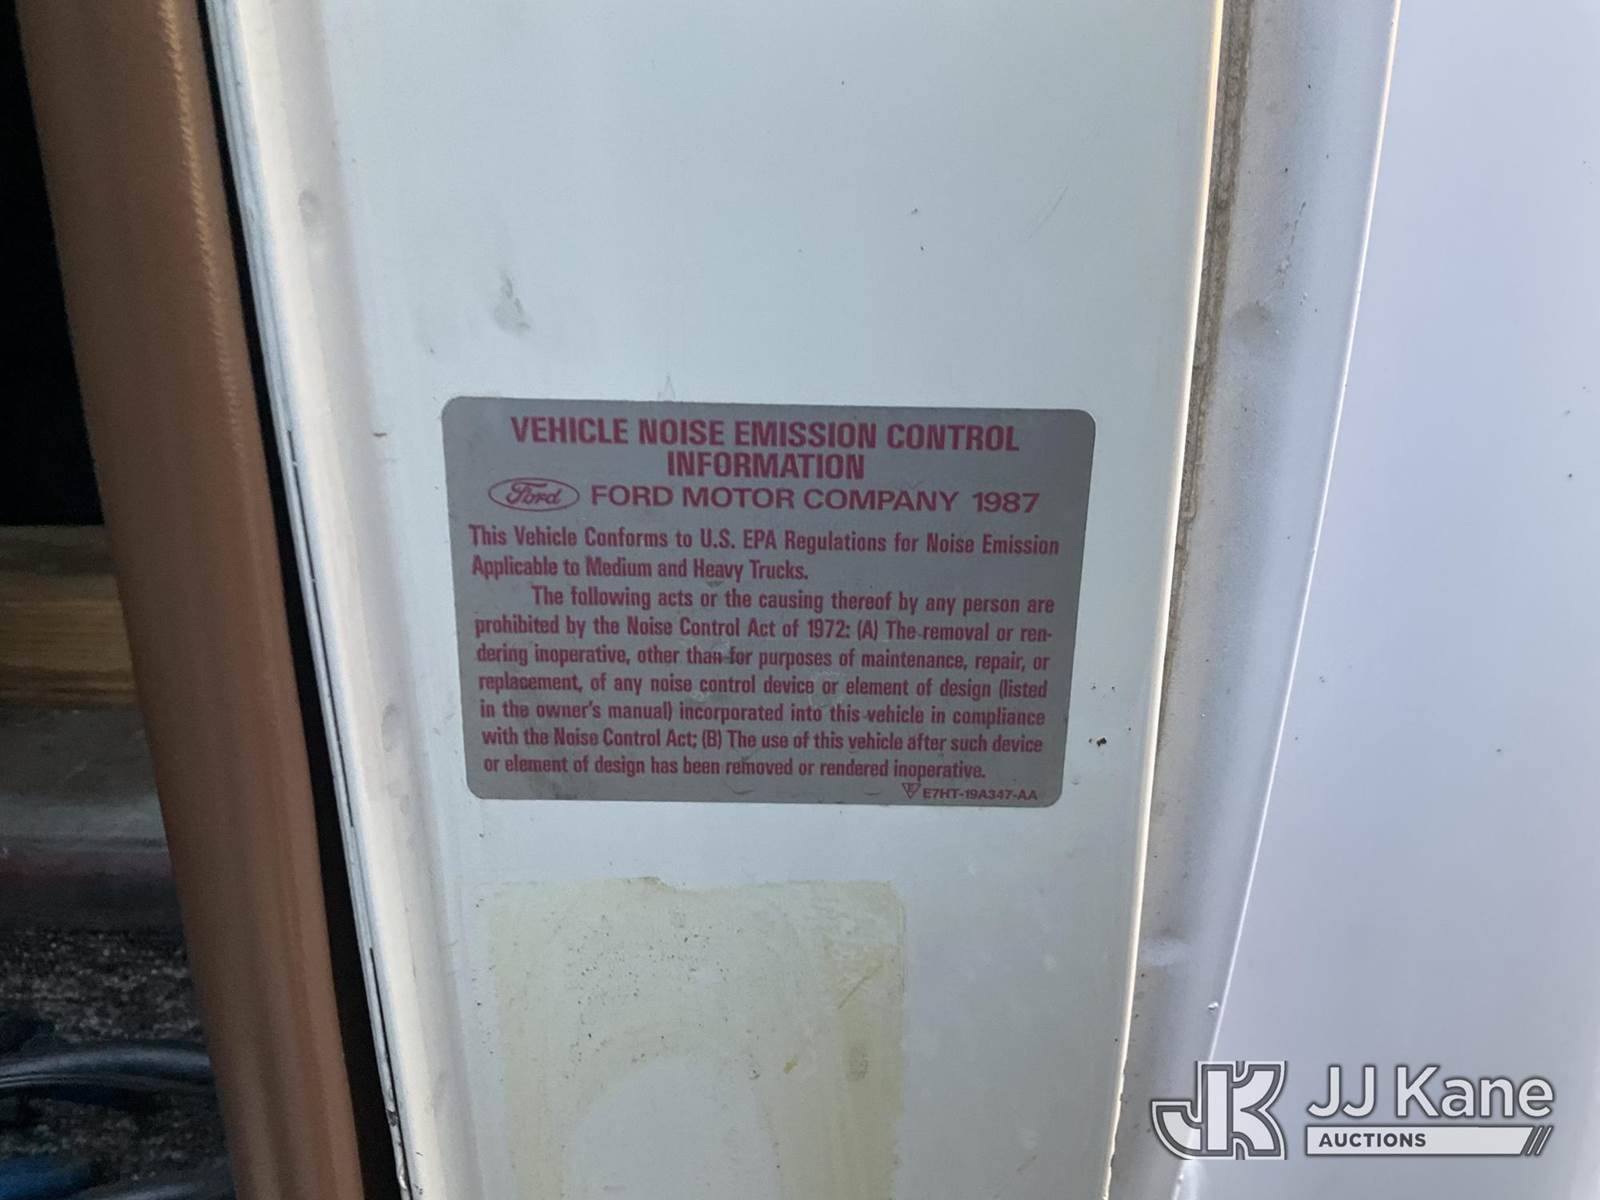 VEHICLE NOISE EMISSION CONTROL
INFORMATION
Ford FORD MOTOR COMPANY 1987
This Vehicle Conforms to U.S. EPA Regulations for Noise Emission
Applicable to Medium and Heavy Trucks.
The following acts or the causing thereof by any person are
prohibited by the Noise Control Act of 1972: (A) The removal or ren-
dering inoperative, other than for purposes of maintenance, repair, or
replacement, of any noise control device or element of design (listed
in the owner's manual) incorporated into this vehicle in compliance
with the Noise Control Act; (B) The use of this vehicle after such device
or element of design has been removed or rendered inoperative.
E7HT-19A347-AA
JK JJ Kane
AUCTIONS